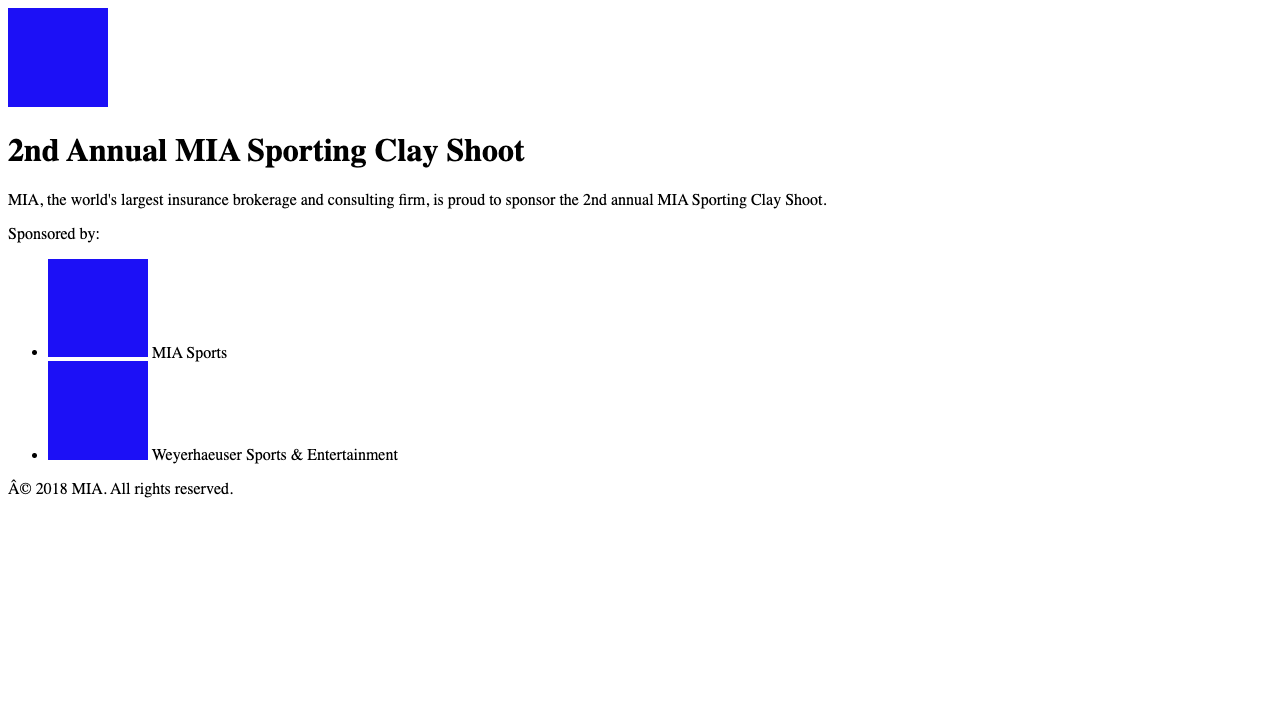 2nd Annual MIA Sporting Clay Shoot
MIA, the world's largest insurance brokerage and consulting firm, is proud to sponsor the 2nd annual MIA Sporting Clay Shoot.
Sponsored by:
• MIA Sports
• Weyerhaeuser Sports & Entertainment
Â© 2018 MIA. All rights reserved.